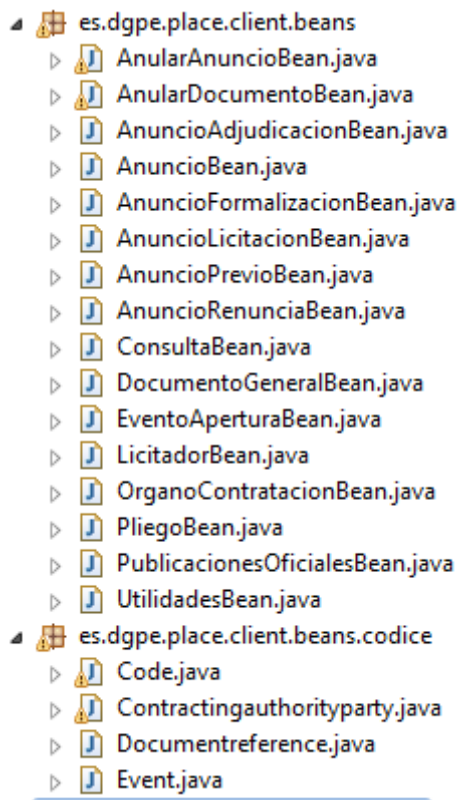 es.dgpe.place.client.beans
AnularAnuncioBean.java
AnularDocumentoBean.java
AnuncioAdjudicacionBean.java
AnuncioBean.java
AnuncioFormalizacionBean.java
AnuncioLicitacionBean.java
AnuncioPrevioBean.java
AnuncioRenunciaBean.java
ConsultaBean.java
DocumentoGeneralBean.java
EventoAperturaBean.java
LicitadorBean.java
OrganoContratacionBean.java
PliegoBean.java
PublicacionesOficialesBean.java
UtilidadesBean.java
es.dgpe.place.client.beans.codice
Code.java
Contractingauthorityparty.java
Documentreference.java
Event.java